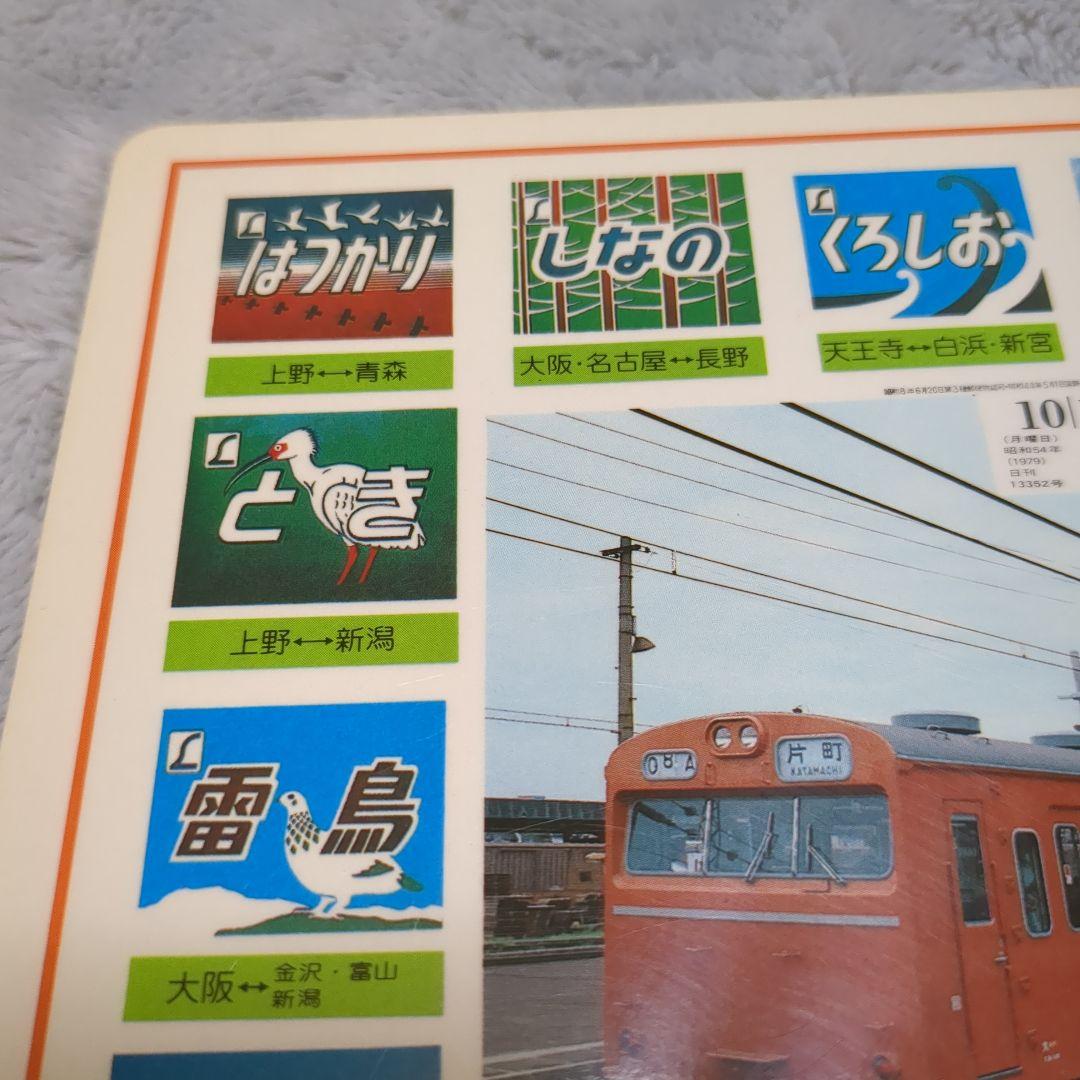 はつかり
上野↔青森
しなの
大阪・名古屋↔長野
くろしお
天王寺↔白浜・新宮
とき
上野↔新潟
雷鳥
大阪↔金沢・富山
新潟
10
(月曜日)
昭和54年
(1979)
日刊
13352号
08A
片町
KATAMACHI